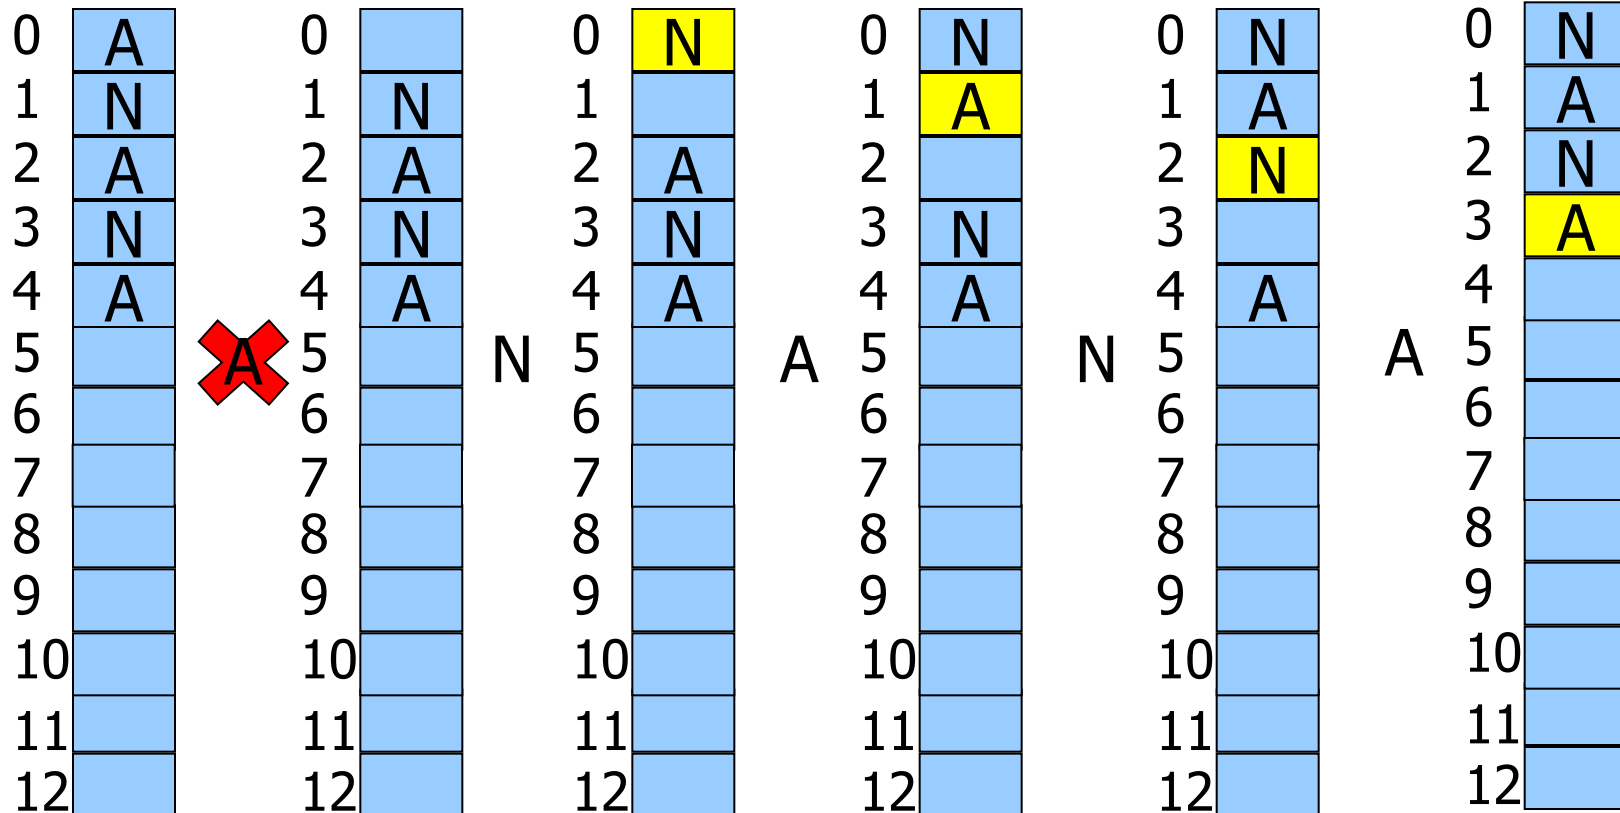 0 A 0 0 N 0 N 0 N 0 N
1 N 1 N 1 1 A 1 A 1 A
2 A 2 A 2 A 2 2 N 2 N
3 N 3 N 3 N 3 N 3 3 A
4 A 4 A 4 A 4 A 4 A 4
5 A 5 N 5 A 5 N 5 A 5
6 6 6 6 6 6
7 7 7 7 7 7
8 8 8 8 8 8
9 9 9 9 9 9
10 10 10 10 10 10
11 11 11 11 11 11
12 12 12 12 12 12